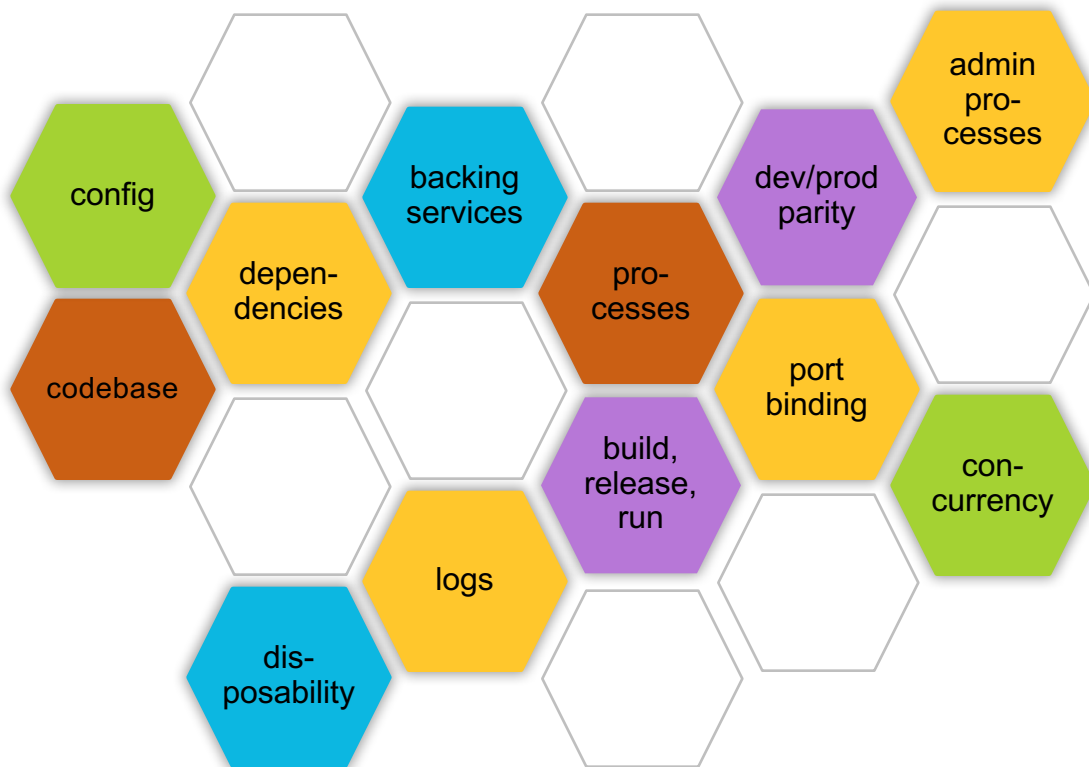 admin
pro-
cesses
config
backing
services
dev/prod
parity
depen-
dencies
pro-
cesses
codebase
port
binding
build,
release,
run
con-
currency
logs
dis-
posability